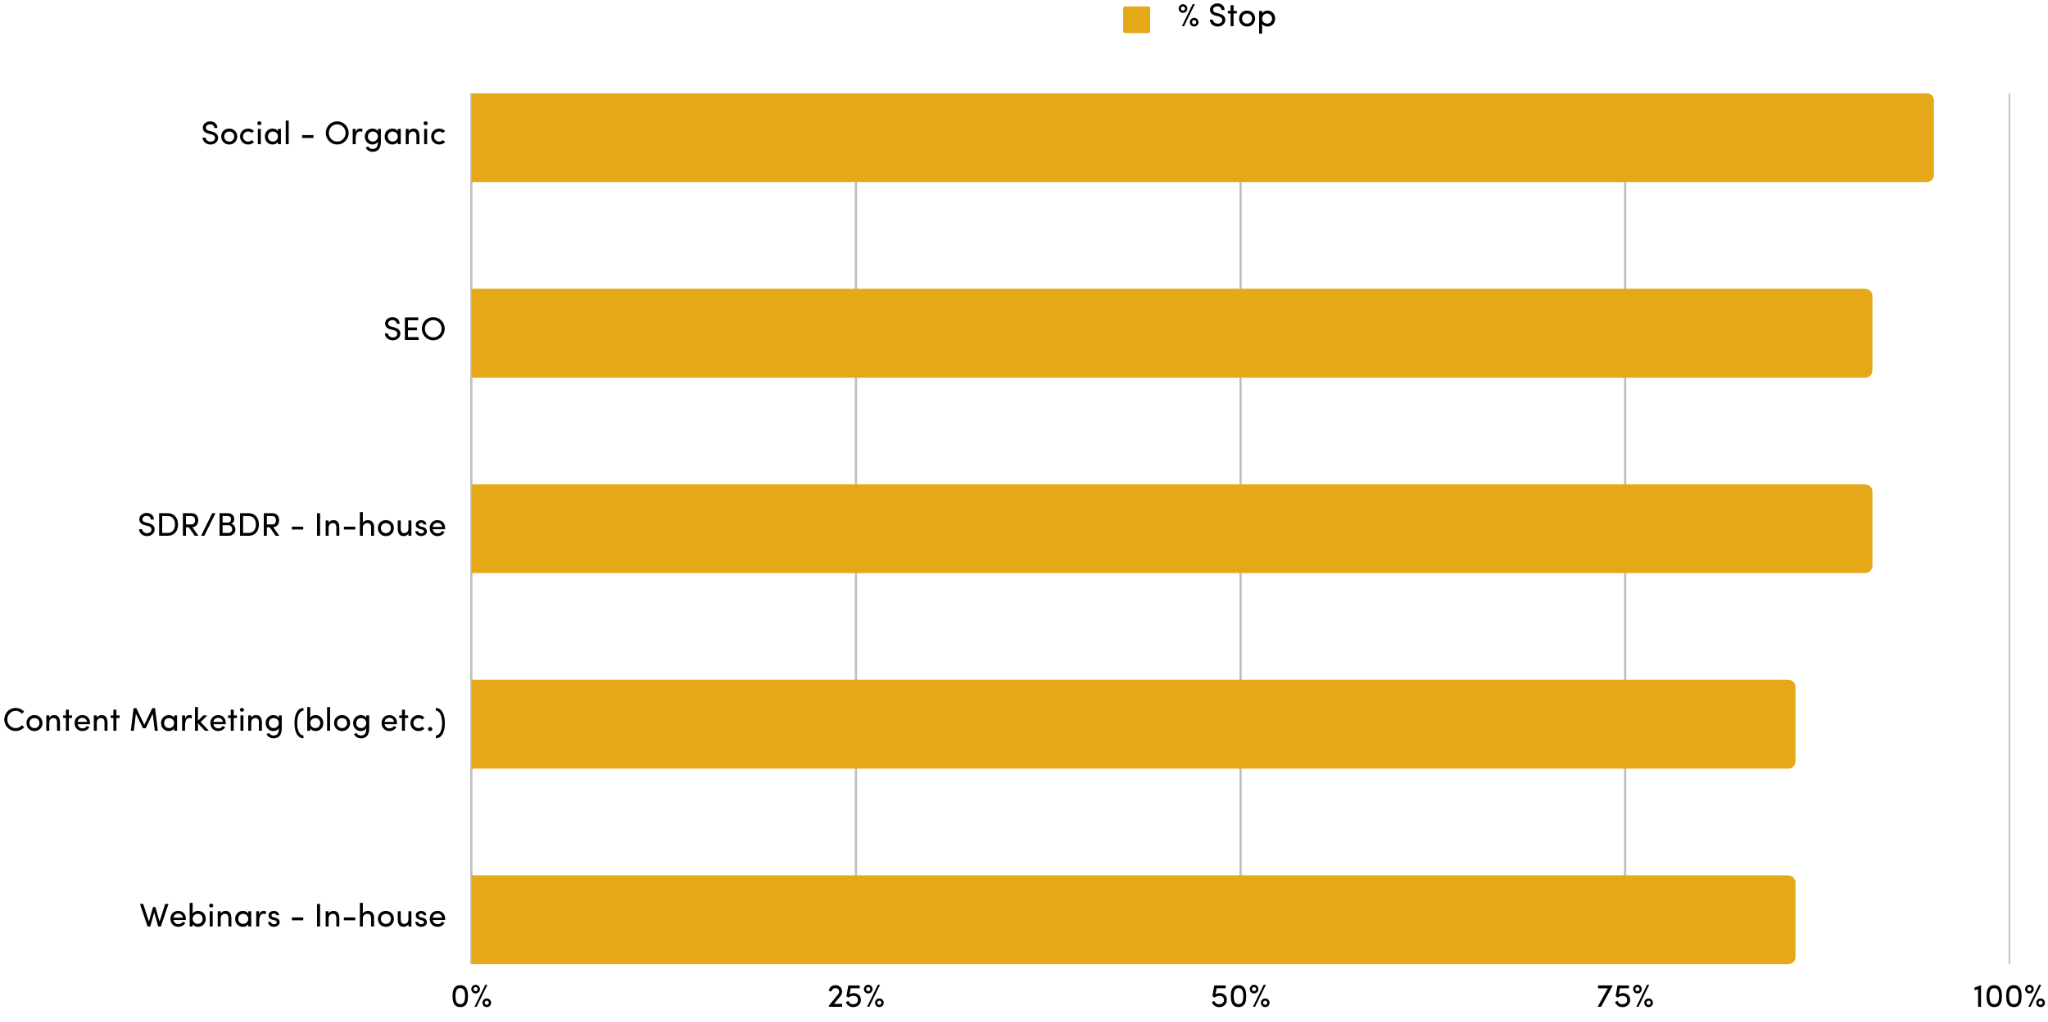 % Stop
Social - Organic
SEO
SDR/BDR - In-house
Content Marketing (blog etc.)
Webinars - In-house
0% 25% 50% 75% 100%